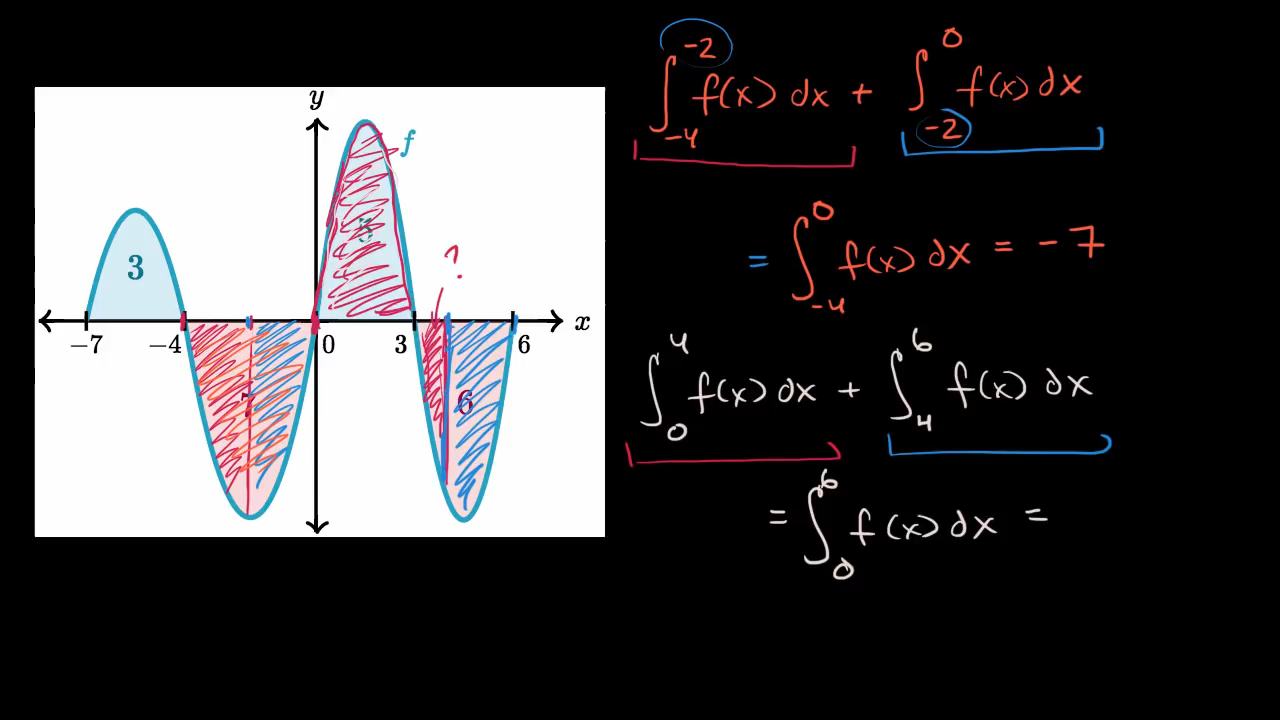 y
f
3
5
?
x
−7
−4
0
3
6
7
6
∫_{-4}^{-2} f(x) dx + ∫_{-2}^{0} f(x) dx
= ∫_{-4}^{0} f(x) dx = -7
∫_{0}^{4} f(x) dx + ∫_{4}^{6} f(x) dx
= ∫_{0}^{6} f(x) dx =